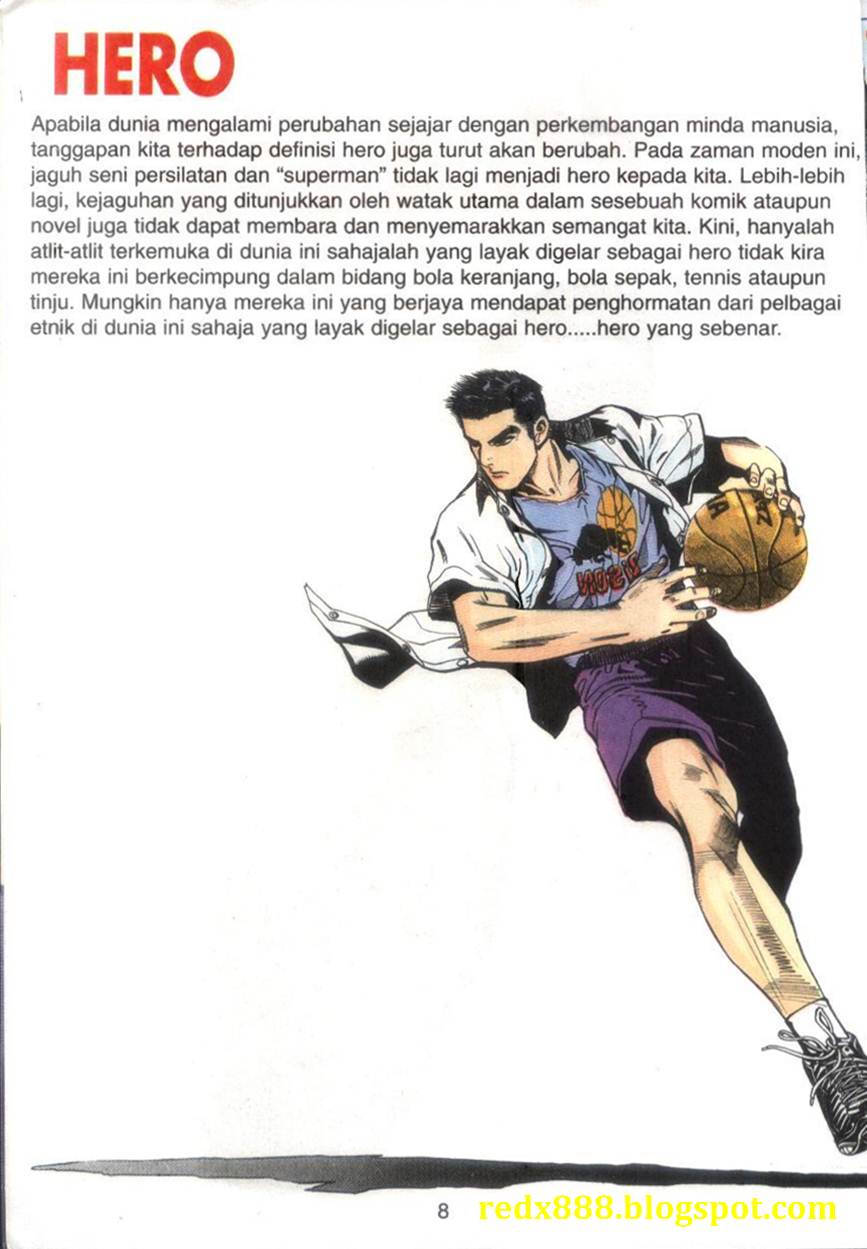 HERO
Apabila dunia mengalami perubahan sejajar dengan perkembangan minda manusia,
tanggapan kita terhadap definisi hero juga turut akan berubah. Pada zaman moden ini,
jaguh seni persilatan dan “superman” tidak lagi menjadi hero kepada kita. Lebih-lebih
lagi, kejaguhan yang ditunjukkan oleh watak utama dalam sesebuah komik ataupun
novel juga tidak dapat membara dan menyemarakkan semangat kita. Kini, hanyalah
atlit-atlit terkemuka di dunia ini sahajalah yang layak digelar sebagai hero tidak kira
mereka ini berkecimpung dalam bidang bola keranjang, bola sepak, tennis ataupun
tinju. Mungkin hanya mereka ini yang berjaya mendapat penghormatan dari pelbagai
etnik di dunia ini sahaja yang layak digelar sebagai hero.....hero yang sebenar.
8
redx888.blogspot.com